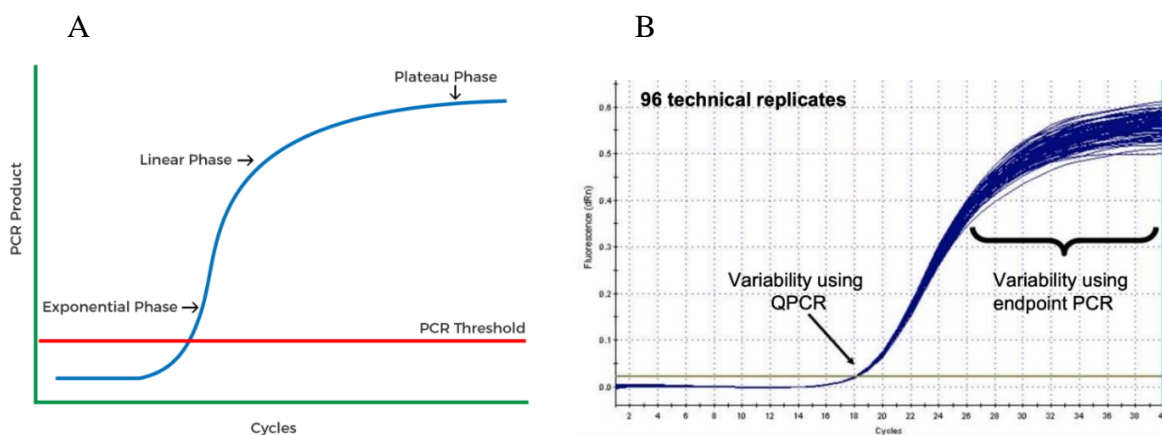 A
B
Plateau Phase
Linear Phase
Exponential Phase
PCR Threshold
PCR Product
Cycles
96 technical replicates
0.6
0.5
0.4
0.3
0.2
0.1
0.0
Fluorescence (dRn)
Variability using
QPCR
Variability using
endpoint PCR
2 4 6 8 10 12 14 16 18 20 22 24 26 28 30 32 34 36 38 4
Cycles